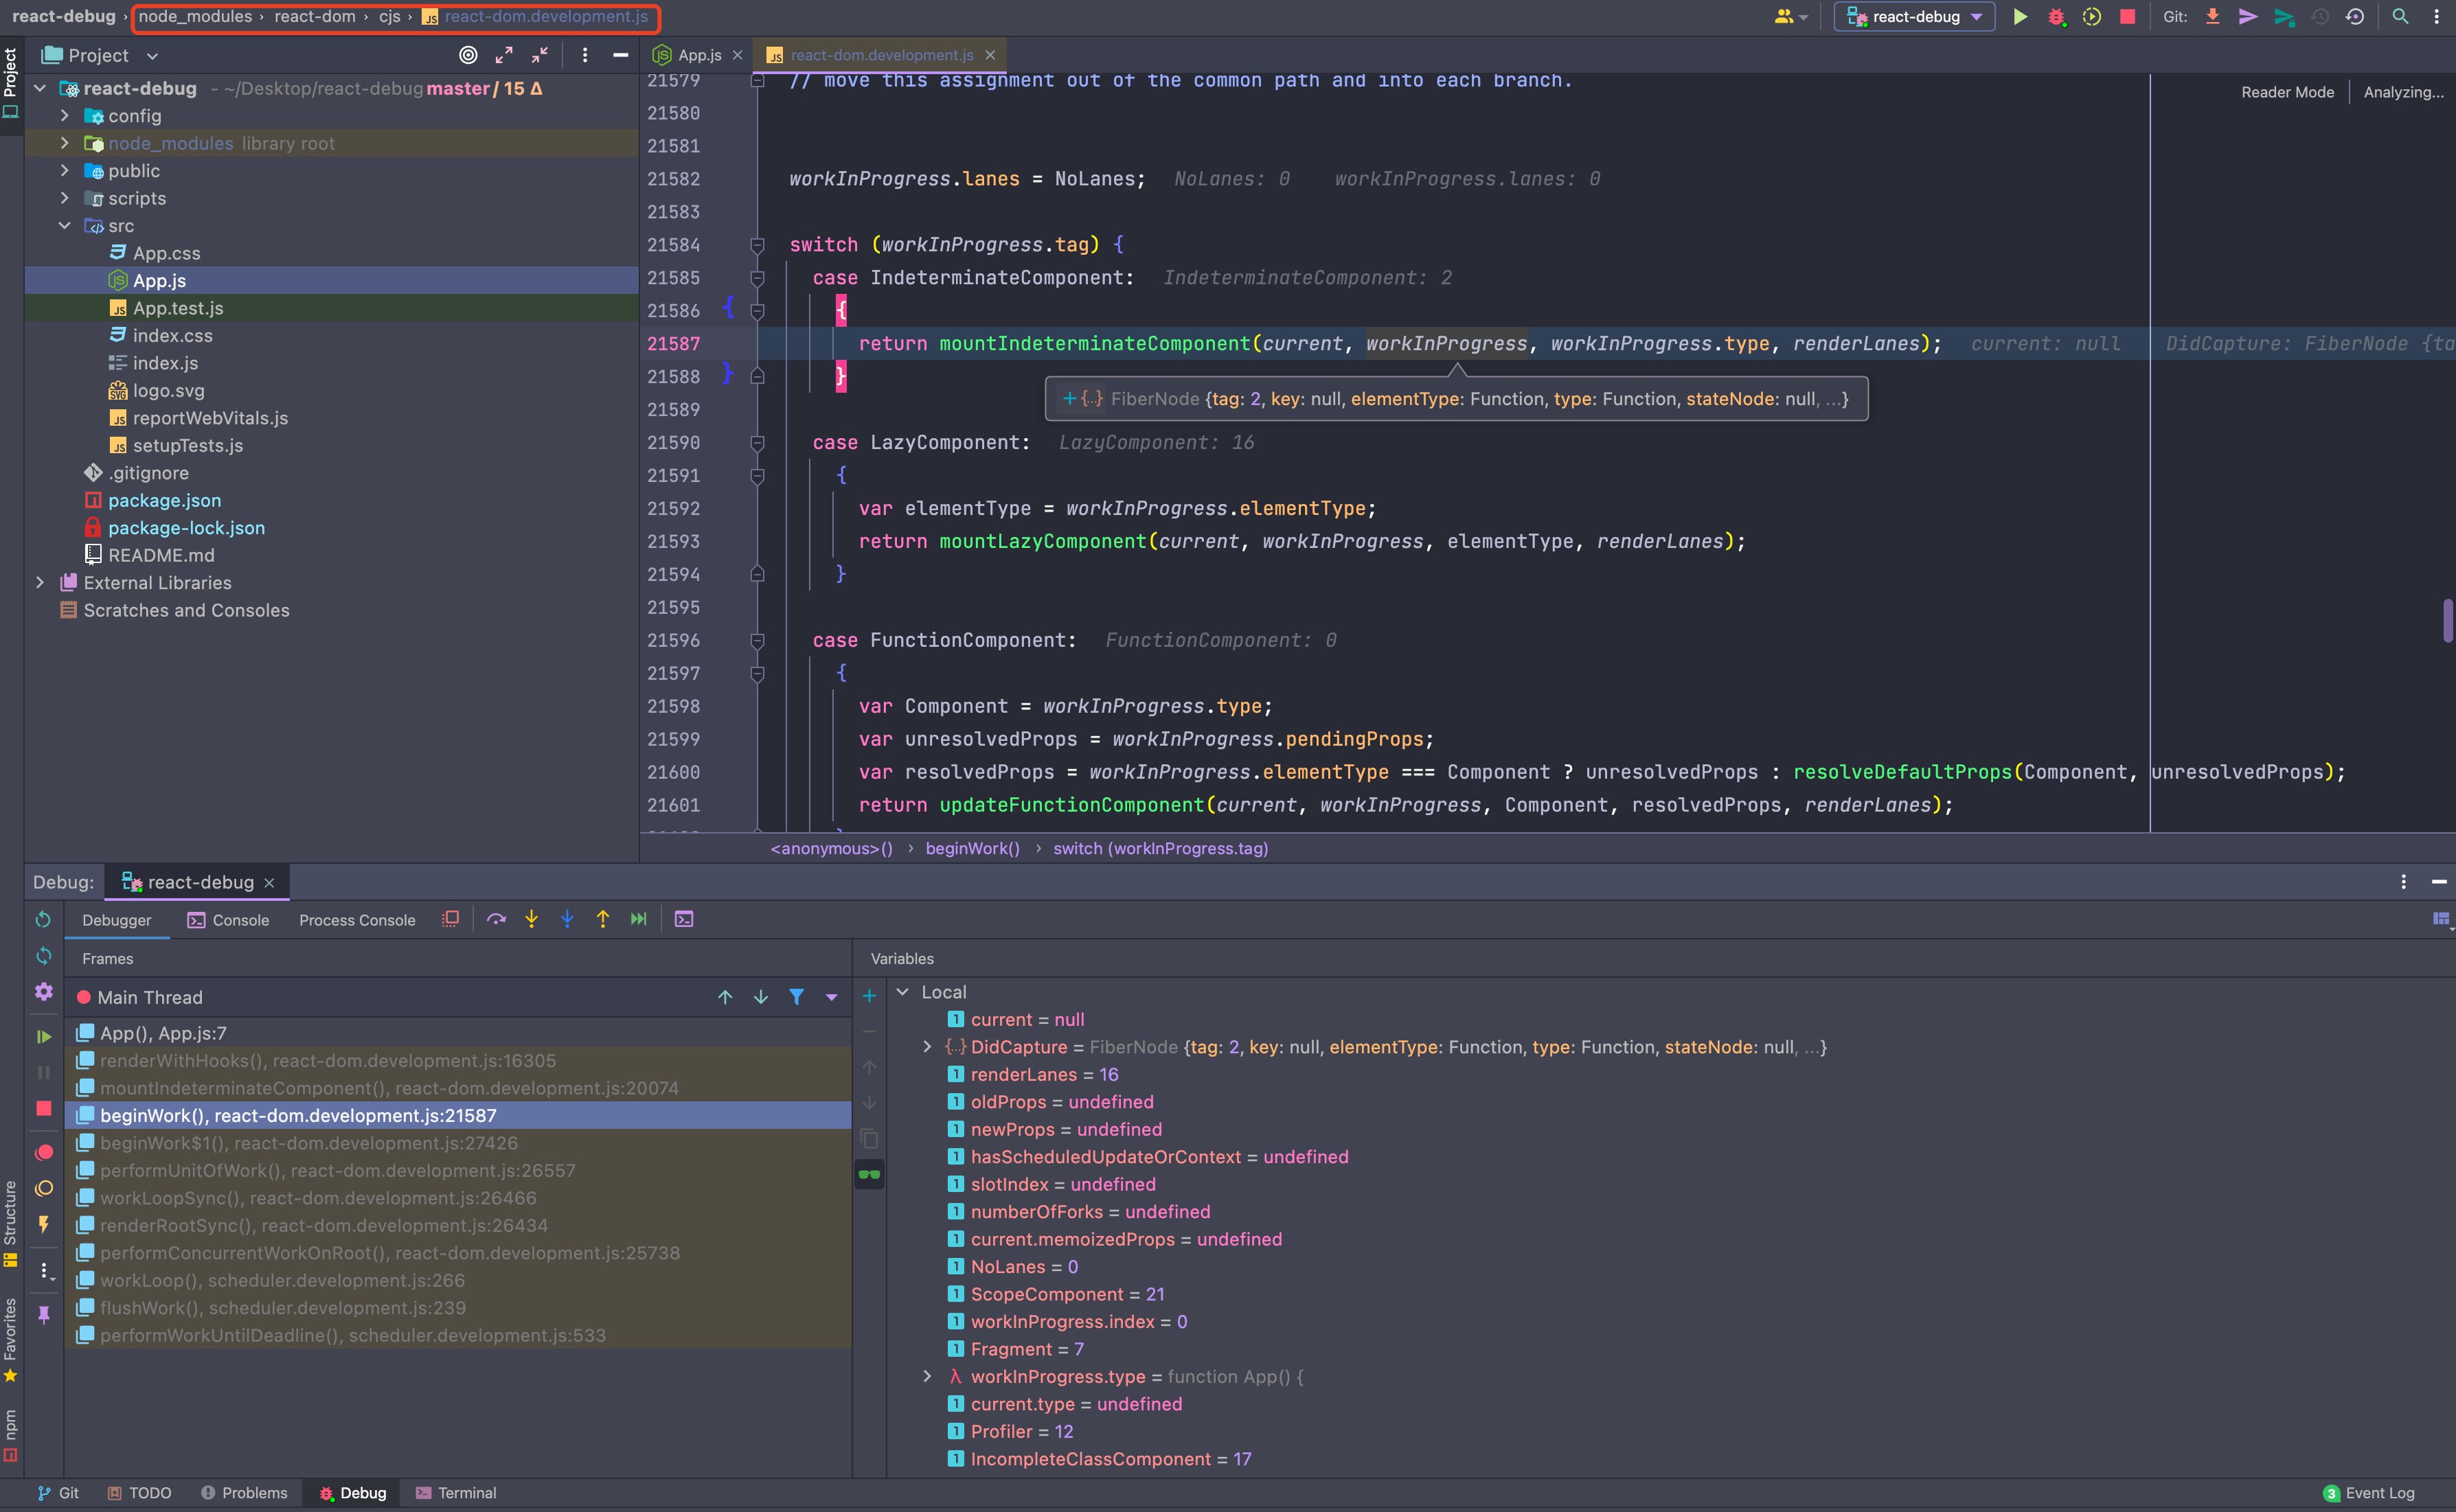 react-debug › node_modules › react-dom › cjs › react-dom.development.js
react-debug
Git:
Project
Project
App.js
react-dom.development.js
react-debug - ~/Desktop/react-debug master / 15 Δ
config
node_modules library root
public
scripts
src
App.css
App.js
App.test.js
index.css
index.js
logo.svg
reportWebVitals.js
setupTests.js
.gitignore
package.json
package-lock.json
README.md
External Libraries
Scratches and Consoles
Reader Mode
Analyzing...
21579 // move this assignment out of the common path and into each branch.
21580
21581
21582 workInProgress.lanes = NoLanes; NoLanes: 0 workInProgress.lanes: 0
21583
21584 switch (workInProgress.tag) {
21585 case IndeterminateComponent: IndeterminateComponent: 2
21586 { {
21587 return mountIndeterminateComponent(current, workInProgress, workInProgress.type, renderLanes); current: null DidCapture: FiberNode {ta
21588 } }
+ {..} FiberNode {tag: 2, key: null, elementType: Function, type: Function, stateNode: null, ...}
21589
21590 case LazyComponent: LazyComponent: 16
21591 {
21592 var elementType = workInProgress.elementType;
21593 return mountLazyComponent(current, workInProgress, elementType, renderLanes);
21594 }
21595
21596 case FunctionComponent: FunctionComponent: 0
21597 {
21598 var Component = workInProgress.type;
21599 var unresolvedProps = workInProgress.pendingProps;
21600 var resolvedProps = workInProgress.elementType === Component ? unresolvedProps : resolveDefaultProps(Component, unresolvedProps);
21601 return updateFunctionComponent(current, workInProgress, Component, resolvedProps, renderLanes);
<anonymous>() › beginWork() › switch (workInProgress.tag)
Debug: react-debug
Debugger Console Process Console
Frames
Main Thread
App(), App.js:7
renderWithHooks(), react-dom.development.js:16305
mountIndeterminateComponent(), react-dom.development.js:20074
beginWork(), react-dom.development.js:21587
beginWork$1(), react-dom.development.js:27426
performUnitOfWork(), react-dom.development.js:26557
workLoopSync(), react-dom.development.js:26466
renderRootSync(), react-dom.development.js:26434
performConcurrentWorkOnRoot(), react-dom.development.js:25738
workLoop(), scheduler.development.js:266
flushWork(), scheduler.development.js:239
performWorkUntilDeadline(), scheduler.development.js:533
Variables
Local
current = null
{..} DidCapture = FiberNode {tag: 2, key: null, elementType: Function, type: Function, stateNode: null, ...}
renderLanes = 16
oldProps = undefined
newProps = undefined
hasScheduledUpdateOrContext = undefined
slotIndex = undefined
numberOfForks = undefined
current.memoizedProps = undefined
NoLanes = 0
ScopeComponent = 21
workInProgress.index = 0
Fragment = 7
λ workInProgress.type = function App() {
current.type = undefined
Profiler = 12
IncompleteClassComponent = 17
Structure
Favorites
npm
Git TODO Problems Debug Terminal
3 Event Log